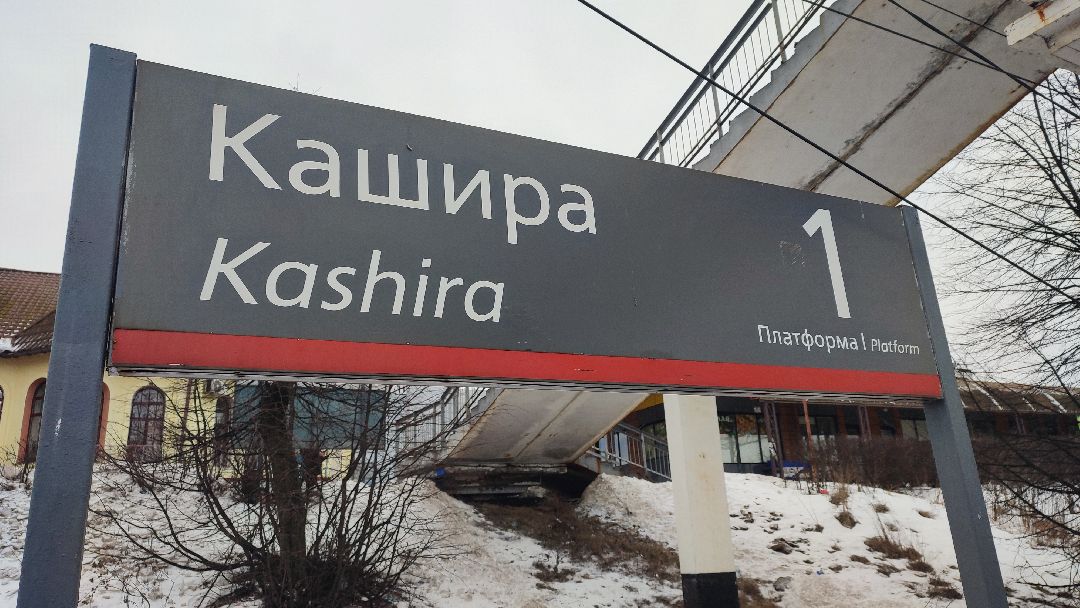 Кашира
Kashira
1
Платформа | Platform